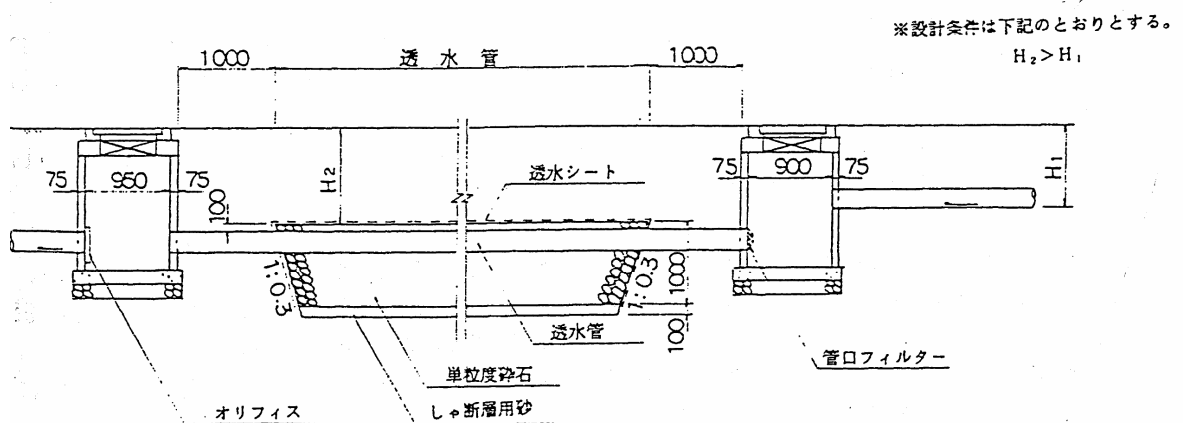 ※設計条件は下記のとおりとする。
H₂>H₁
1000 透水管 1000
75 950 75
100
H₂
透水シート
75 900 75
H₁
1:0.3
1:0.3
1000
100
透水管
単粒度砕石
しゃ断層用砂
オリフィス
管口フィルター